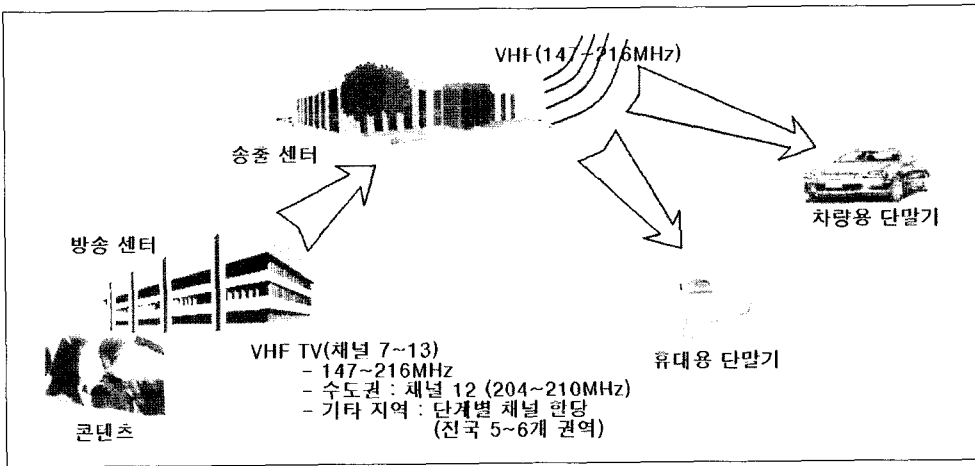 VHF(147~216MHz)
송출 센터
차량용 단말기
방송 센터
휴대용 단말기
VHF TV(채널 7~13)
- 147~216MHz
- 수도권 : 채널 12 (204~210MHz)
- 기타 지역 : 단계별 채널 한당
(전국 5~6개 권역)
콘텐츠